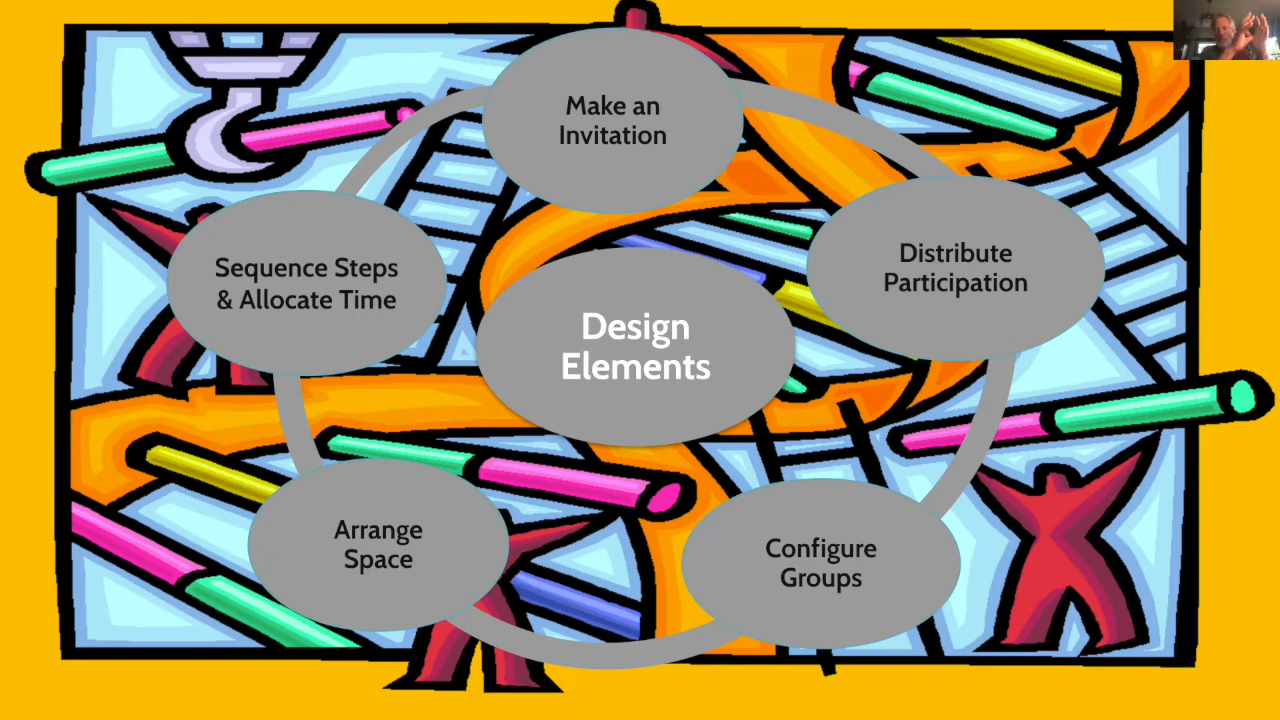 Make an
Invitation
Distribute
Participation
Sequence Steps
& Allocate Time
Design
Elements
Arrange
Space
Configure
Groups